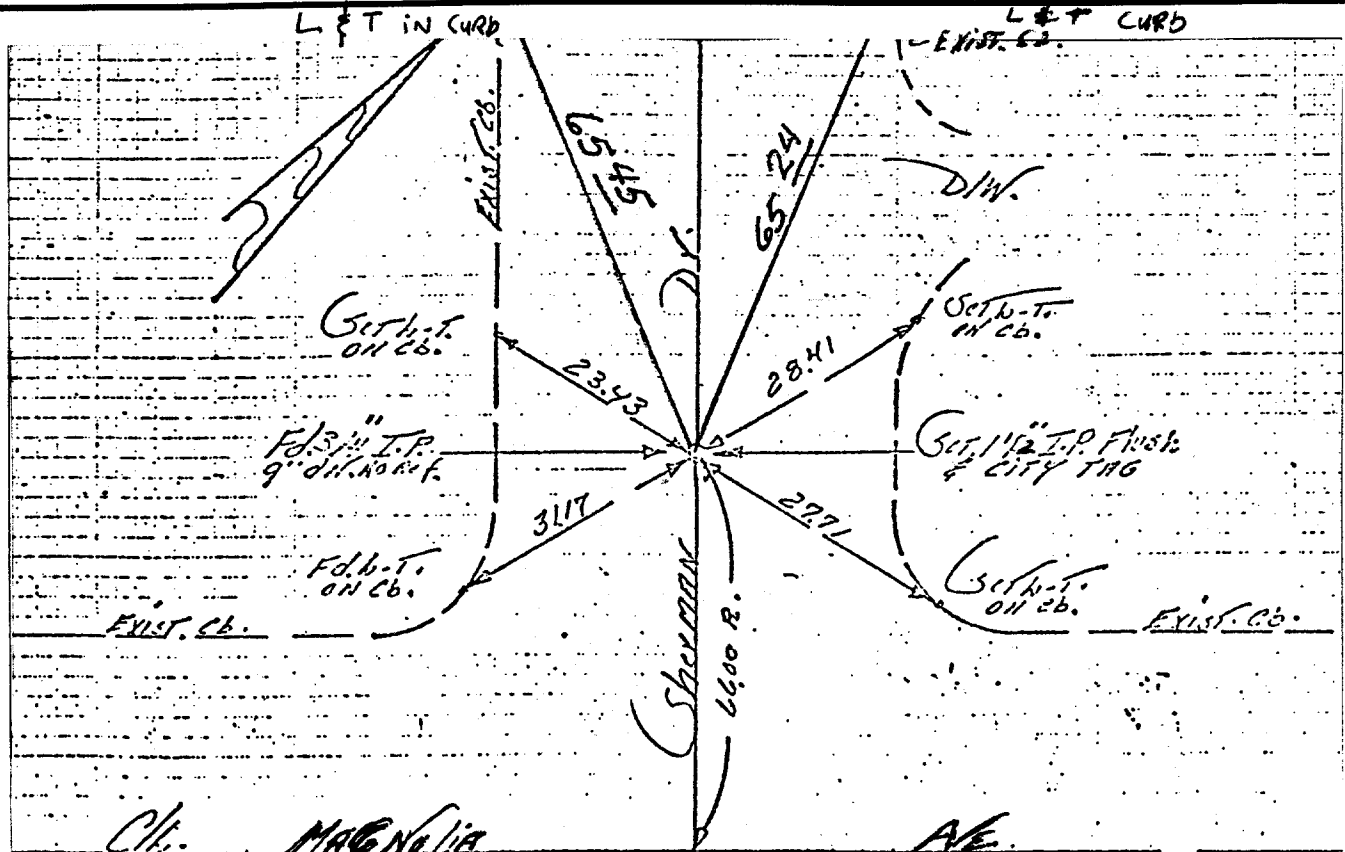 L & T IN CURB
L & T CURB
EXIST. Cb.
EXIST. Cb.
65 45
65 24
D/W.
Set L-T.
ON Cb.
Set L-T.
ON Cb.
23.43
28.41
Dr.
Fd. 3/4" I.P.
9" dn. No Ref.
Set 1 1/2" I.P. Flush
& CITY TAG
31.17
27.71
Fd. L-T.
ON Cb.
Set L-T.
ON Cb.
EXIST. Cb.
EXIST. Cb.
Sherman
66.00 R.
C/L. MAGNOLIA AVE.